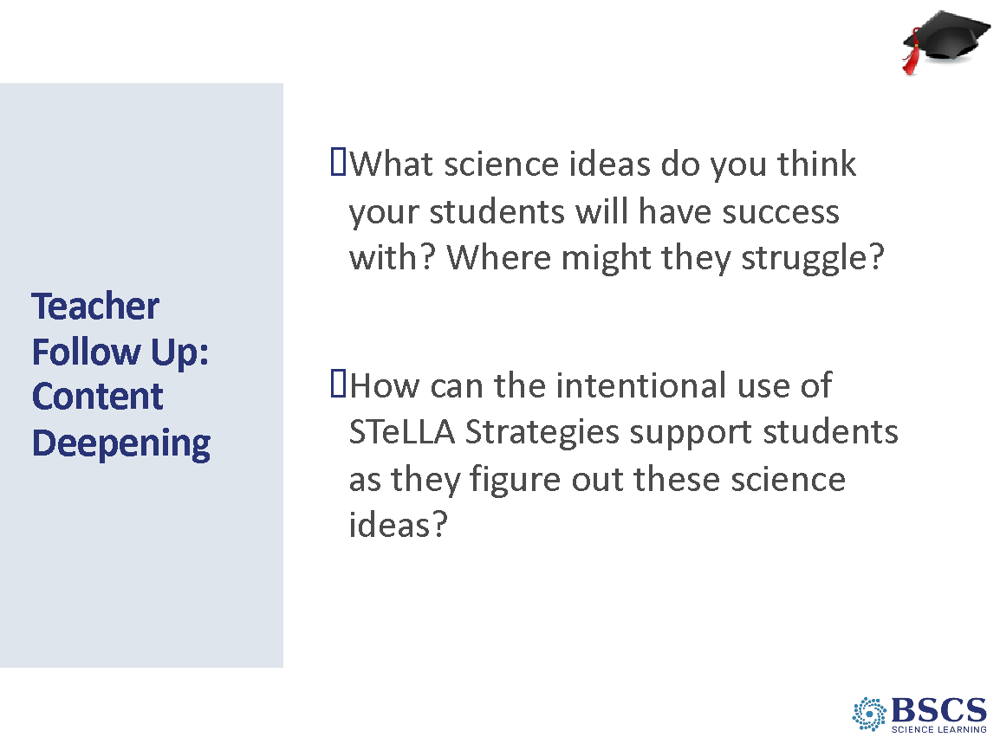 Teacher
Follow Up:
Content
Deepening
What science ideas do you think
your students will have success
with? Where might they struggle?
How can the intentional use of
STeLLA Strategies support students
as they figure out these science
ideas?
BSCS
SCIENCE LEARNING